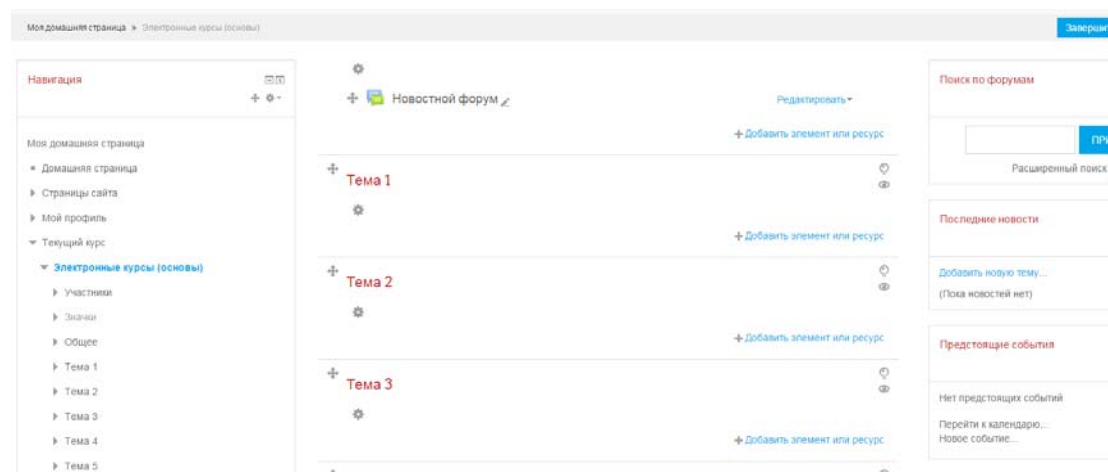 Моя домашняя страница ► Электронные курсы (основы)
Навигация
Моя домашняя страница
Домашняя страница
Страницы сайта
Мой профиль
Текущий курс
Электронные курсы (основы)
Участники
Значки
Общее
Тема 1
Тема 2
Тема 3
Тема 4
Тема 5
Новостной форум
Редактировать
Добавить элемент или ресурс
Тема 1
Добавить элемент или ресурс
Тема 2
Добавить элемент или ресурс
Тема 3
Добавить элемент или ресурс
Поиск по форумам
Расширенный поиск
Последние новости
Добавить новую тему...
(Пока новостей нет)
Предстоящие события
Нет предстоящих событий
Перейти к календарю...
Новое событие...